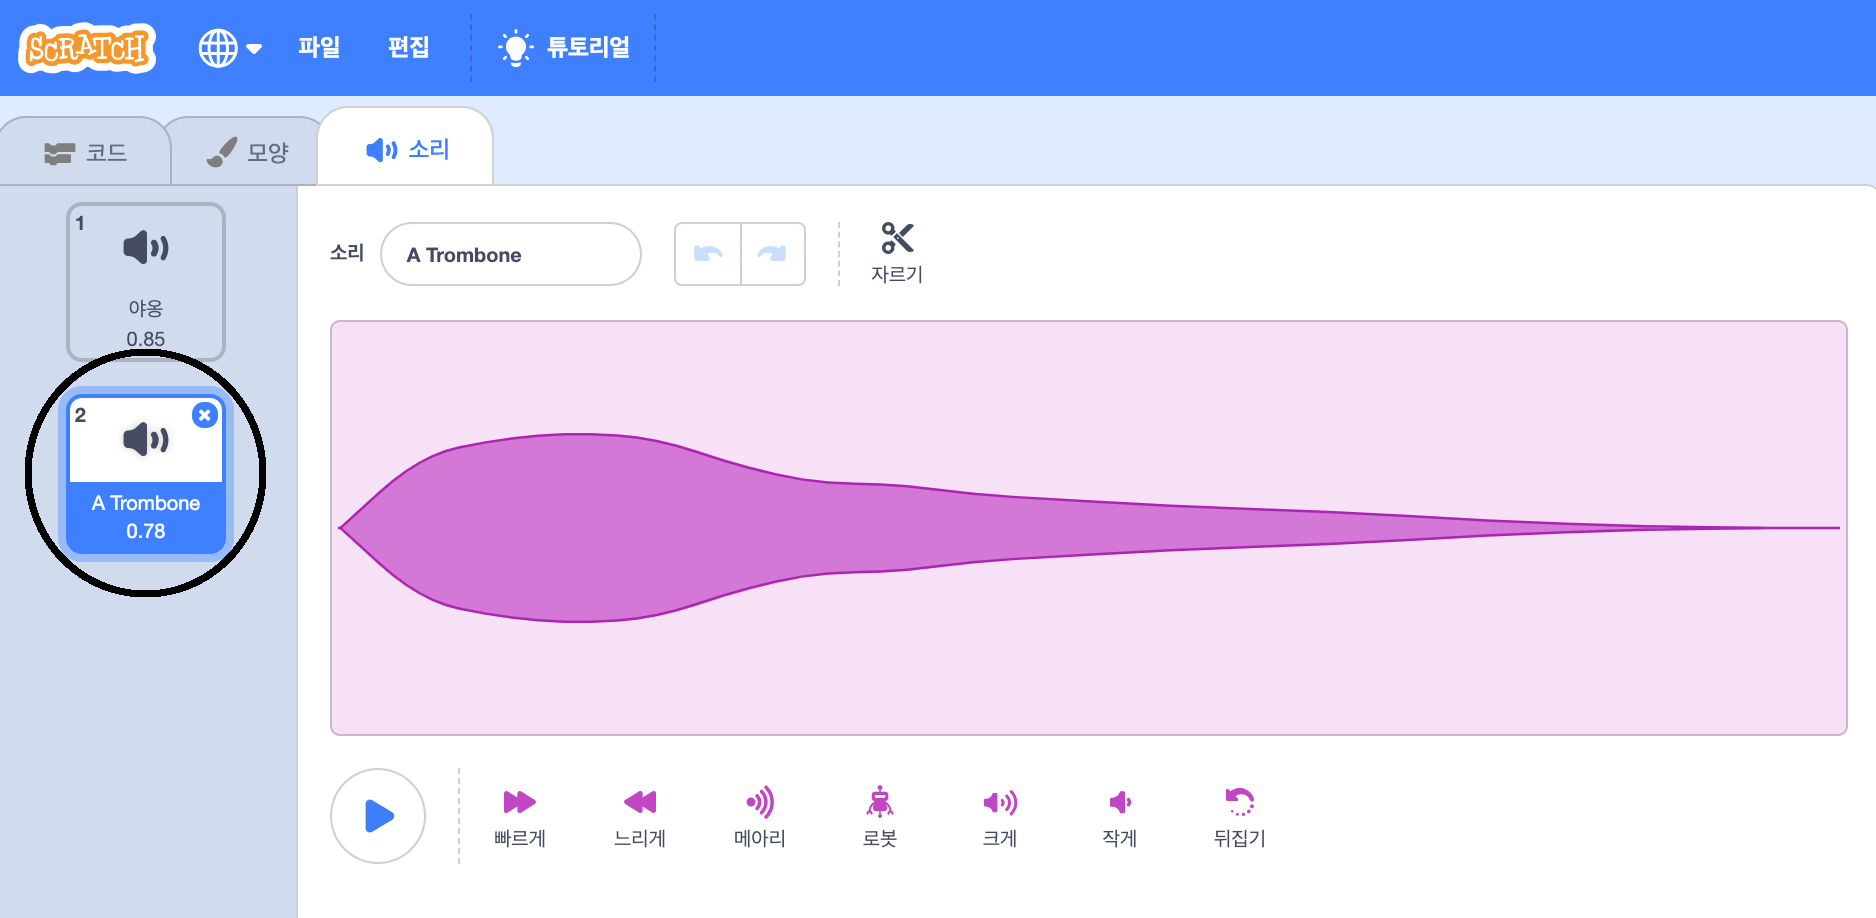 SCRATCH 파일 편집 튜토리얼
코드 모양 소리
1
야옹
0.85
2
A Trombone
0.78
소리 A Trombone
자르기
빠르게 느리게 메아리 로봇 크게 작게 뒤집기